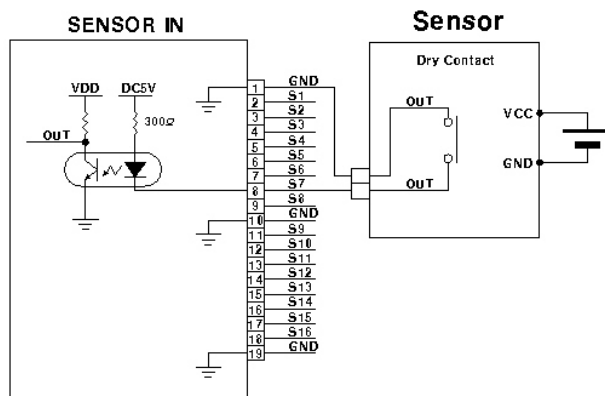 SENSOR IN
Sensor
Dry Contact
VDD
DC5V
300Ω
OUT
1
2
3
4
5
6
7
8
9
10
11
12
13
14
15
16
17
18
19
GND
S1
S2
S3
S4
S5
S6
S7
S8
GND
S9
S10
S11
S12
S13
S14
S15
S16
GND
OUT
OUT
VCC
GND